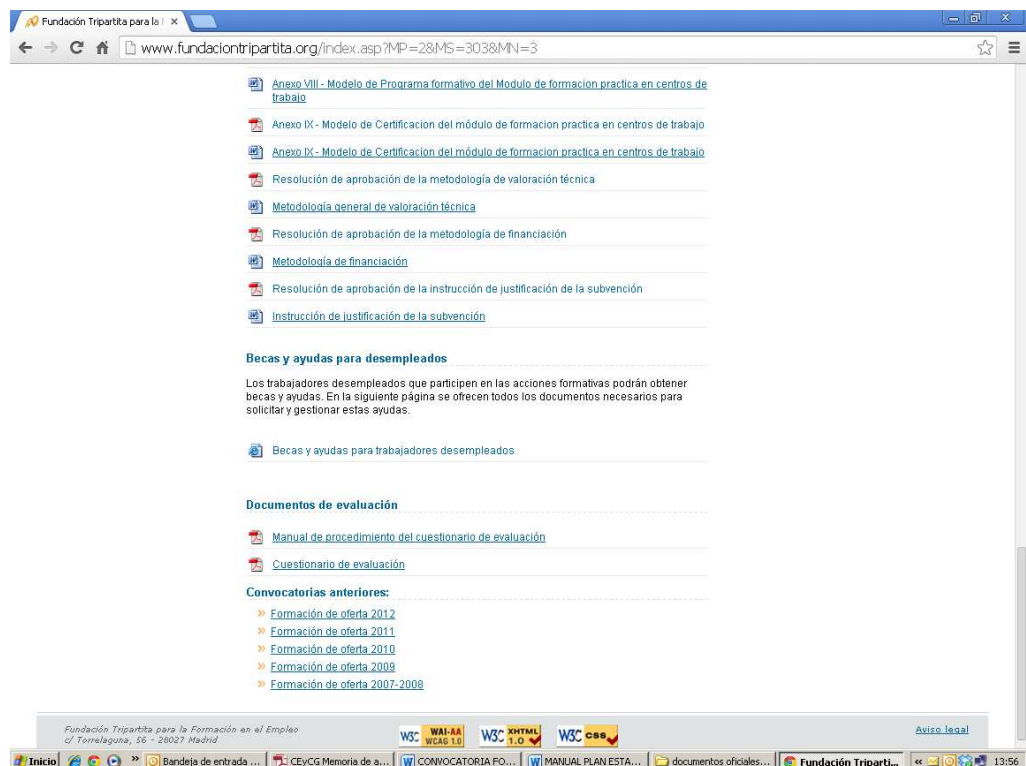 Fundación Tripartita para la
www.fundaciontripartita.org/index.asp?MP=2&MS=303&MN=3
Anexo VIII - Modelo de Programa formativo del Modulo de formacion practica en centros de
trabajo
Anexo IX - Modelo de Certificacion del módulo de formacion practica en centros de trabajo
Anexo IX - Modelo de Certificacion del módulo de formacion practica en centros de trabajo
Resolución de aprobación de la metodología de valoración técnica
Metodología general de valoración técnica
Resolución de aprobación de la metodología de financiación
Metodología de financiación
Resolución de aprobación de la instrucción de justificación de la subvención
Instrucción de justificación de la subvención
Becas y ayudas para desempleados
Los trabajadores desempleados que participen en las acciones formativas podrán obtener
becas y ayudas. En la siguiente página se ofrecen todos los documentos necesarios para
solicitar y gestionar estas ayudas.
Becas y ayudas para trabajadores desempleados
Documentos de evaluación
Manual de procedimiento del cuestionario de evaluación
Cuestionario de evaluación
Convocatorias anteriores:
» Formación de oferta 2012
» Formación de oferta 2011
» Formación de oferta 2010
» Formación de oferta 2009
» Formación de oferta 2007-2008
Fundación Tripartita para la Formación en el Empleo
c/ Torrelaguna, 56 - 28027 Madrid
W3C WAI-AA WCAG 1.0
W3C XHTML 1.0
W3C css
Aviso legal
Inicio » Bandeja de entrada ... CEyCG Memoria de a... CONVOCATORIA FO... MANUAL PLAN ESTA... documentos oficiales... Fundación Triparti... « 13:56